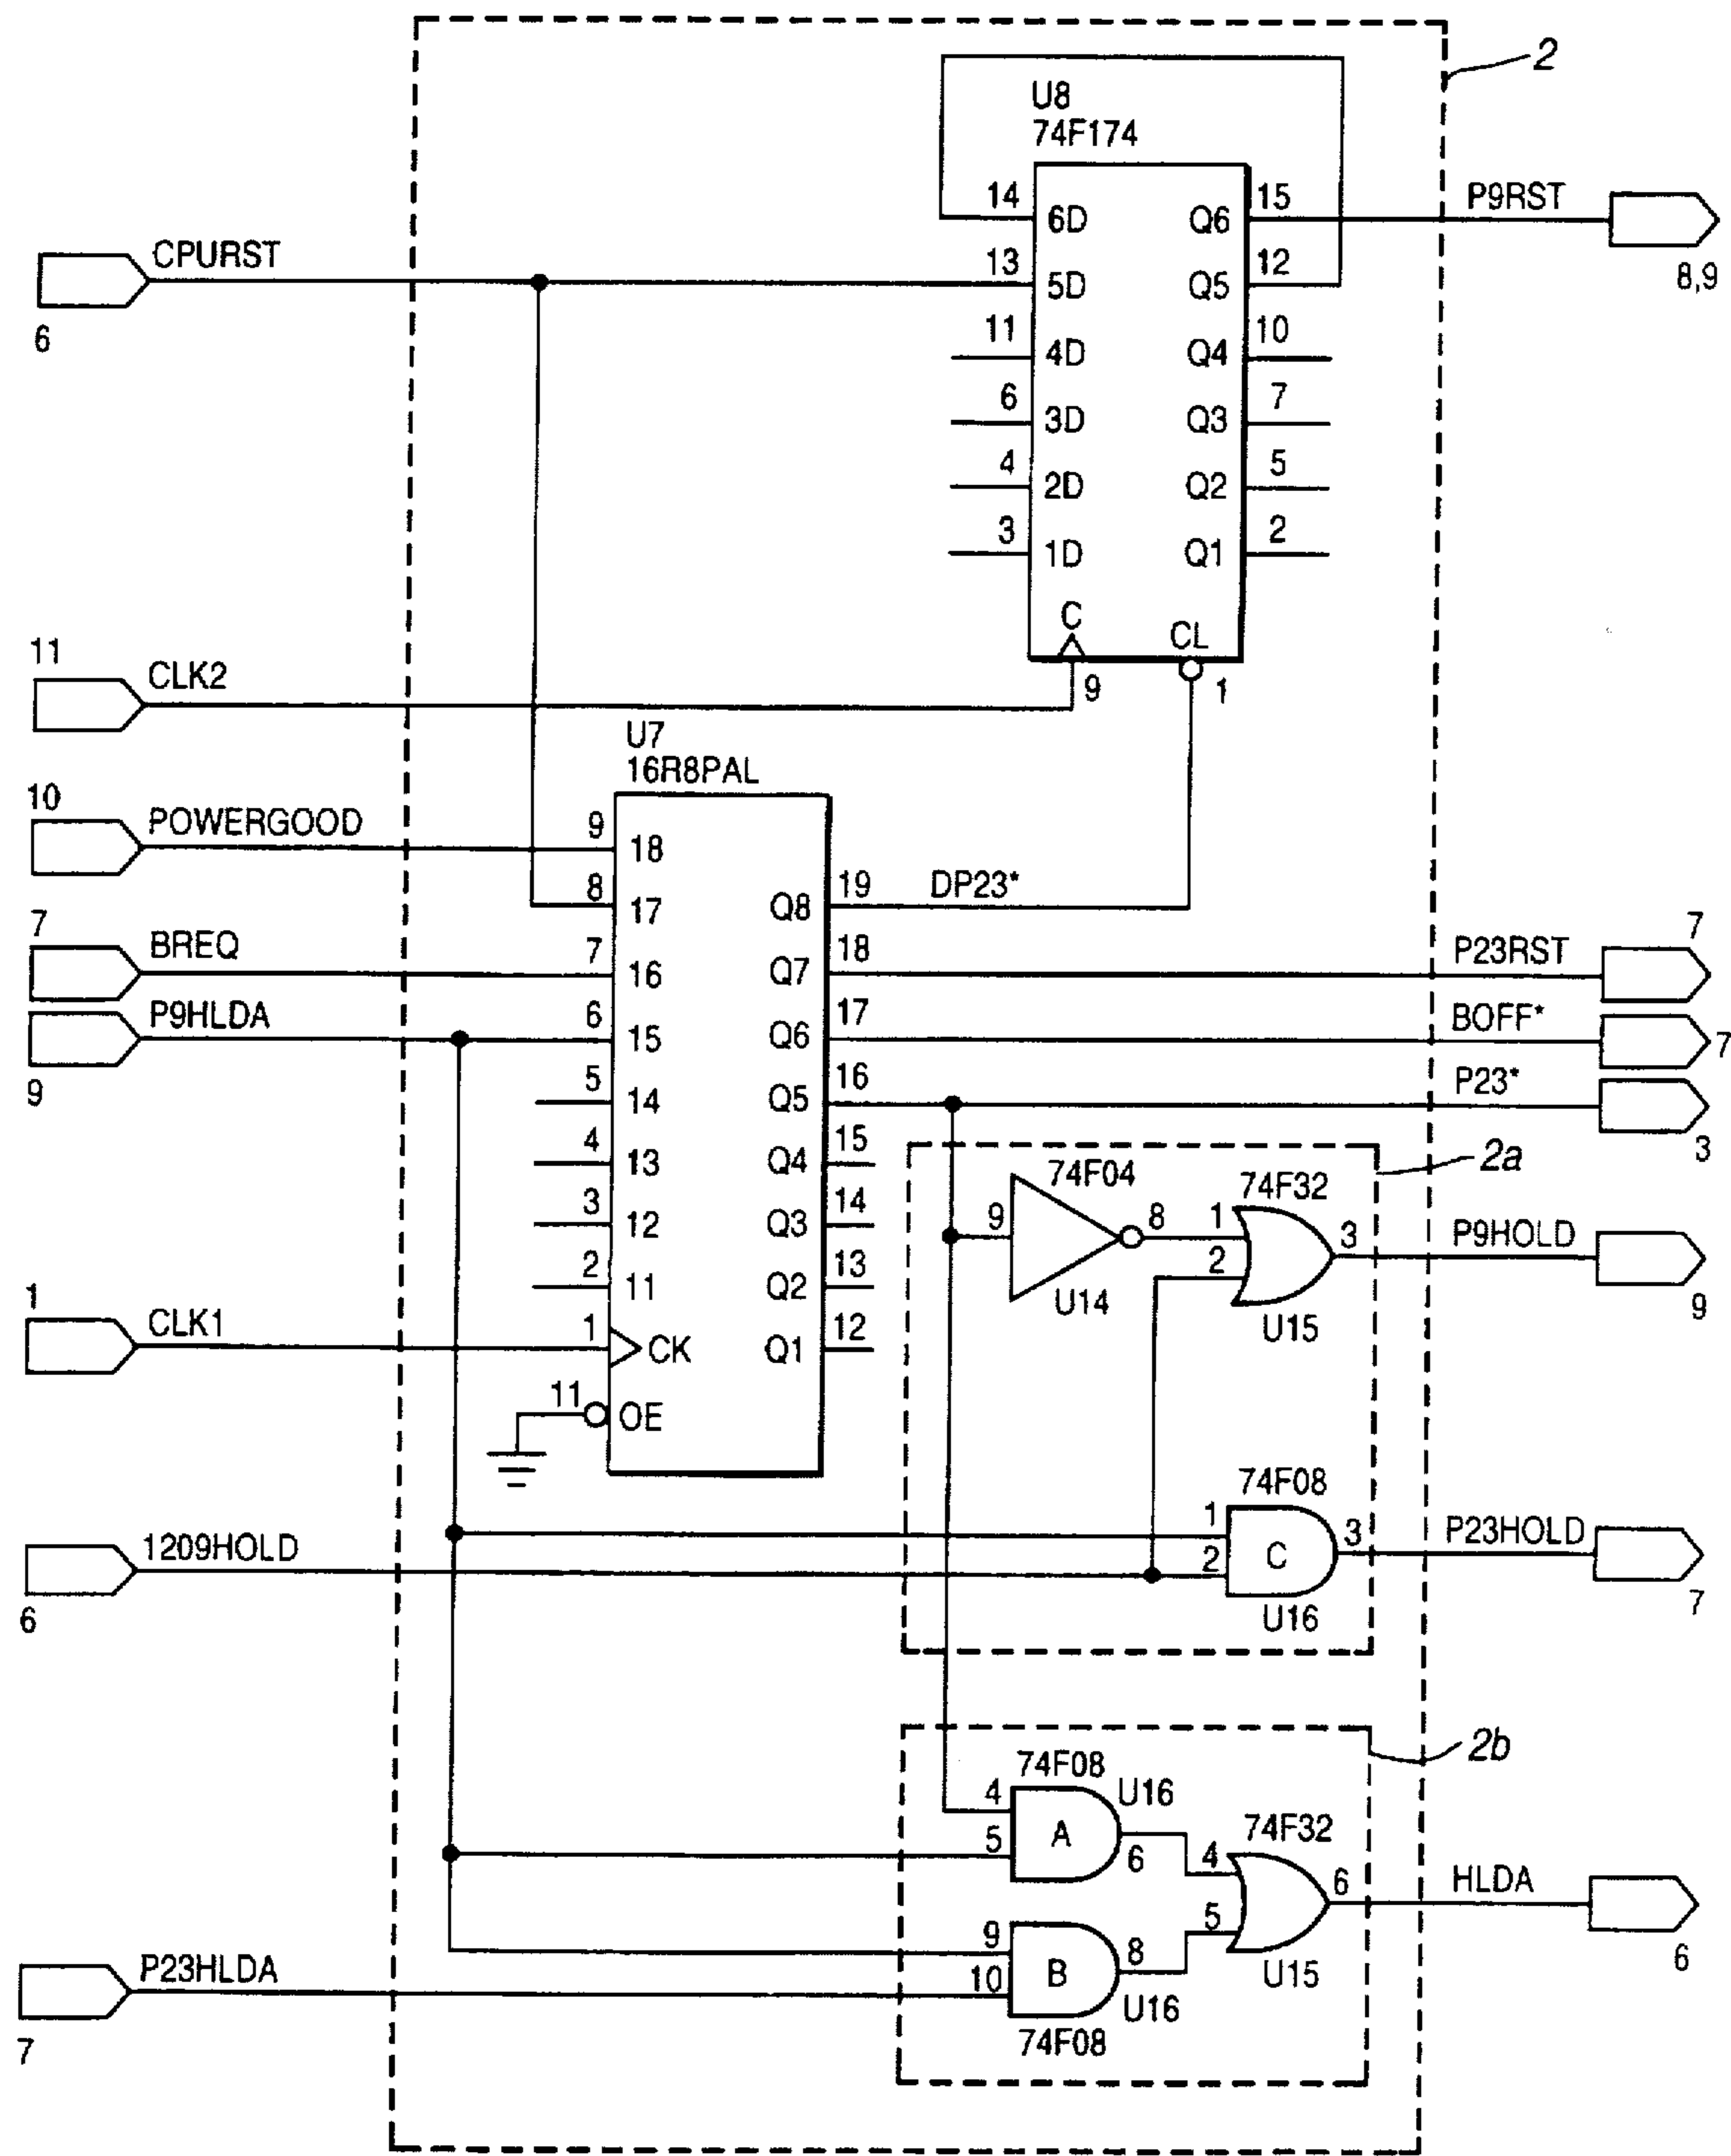 2
U8
74F174
14 6D Q6 15 P9RST
8,9
CPURST
6
13 5D Q5 12
11 4D Q4 10
6 3D Q3 7
4 2D Q2 5
3 1D Q1 2
C CL
9 1
11
CLK2
U7
16R8PAL
10
POWERGOOD
9 18
8 17 Q8 19 DP23*
7
BREQ
7 16 Q7 18 P23RST
7
P9HLDA
9
6 15 Q6 17 BOFF*
7
5 14 Q5 16 P23*
3
4 13 Q4 15
3 12 Q3 14
2 11 Q2 13
1
CLK1
1 CK Q1 12
11 OE
2a
74F04
9 8
U14
74F32
1
2
3
U15
P9HOLD
9
74F08
1
2
C
3
U16
P23HOLD
7
1209HOLD
6
2b
74F08
4
5
A
U16
6
74F32
4
5
6
U15
HLDA
6
9
10
B
8
U16
74F08
P23HLDA
7